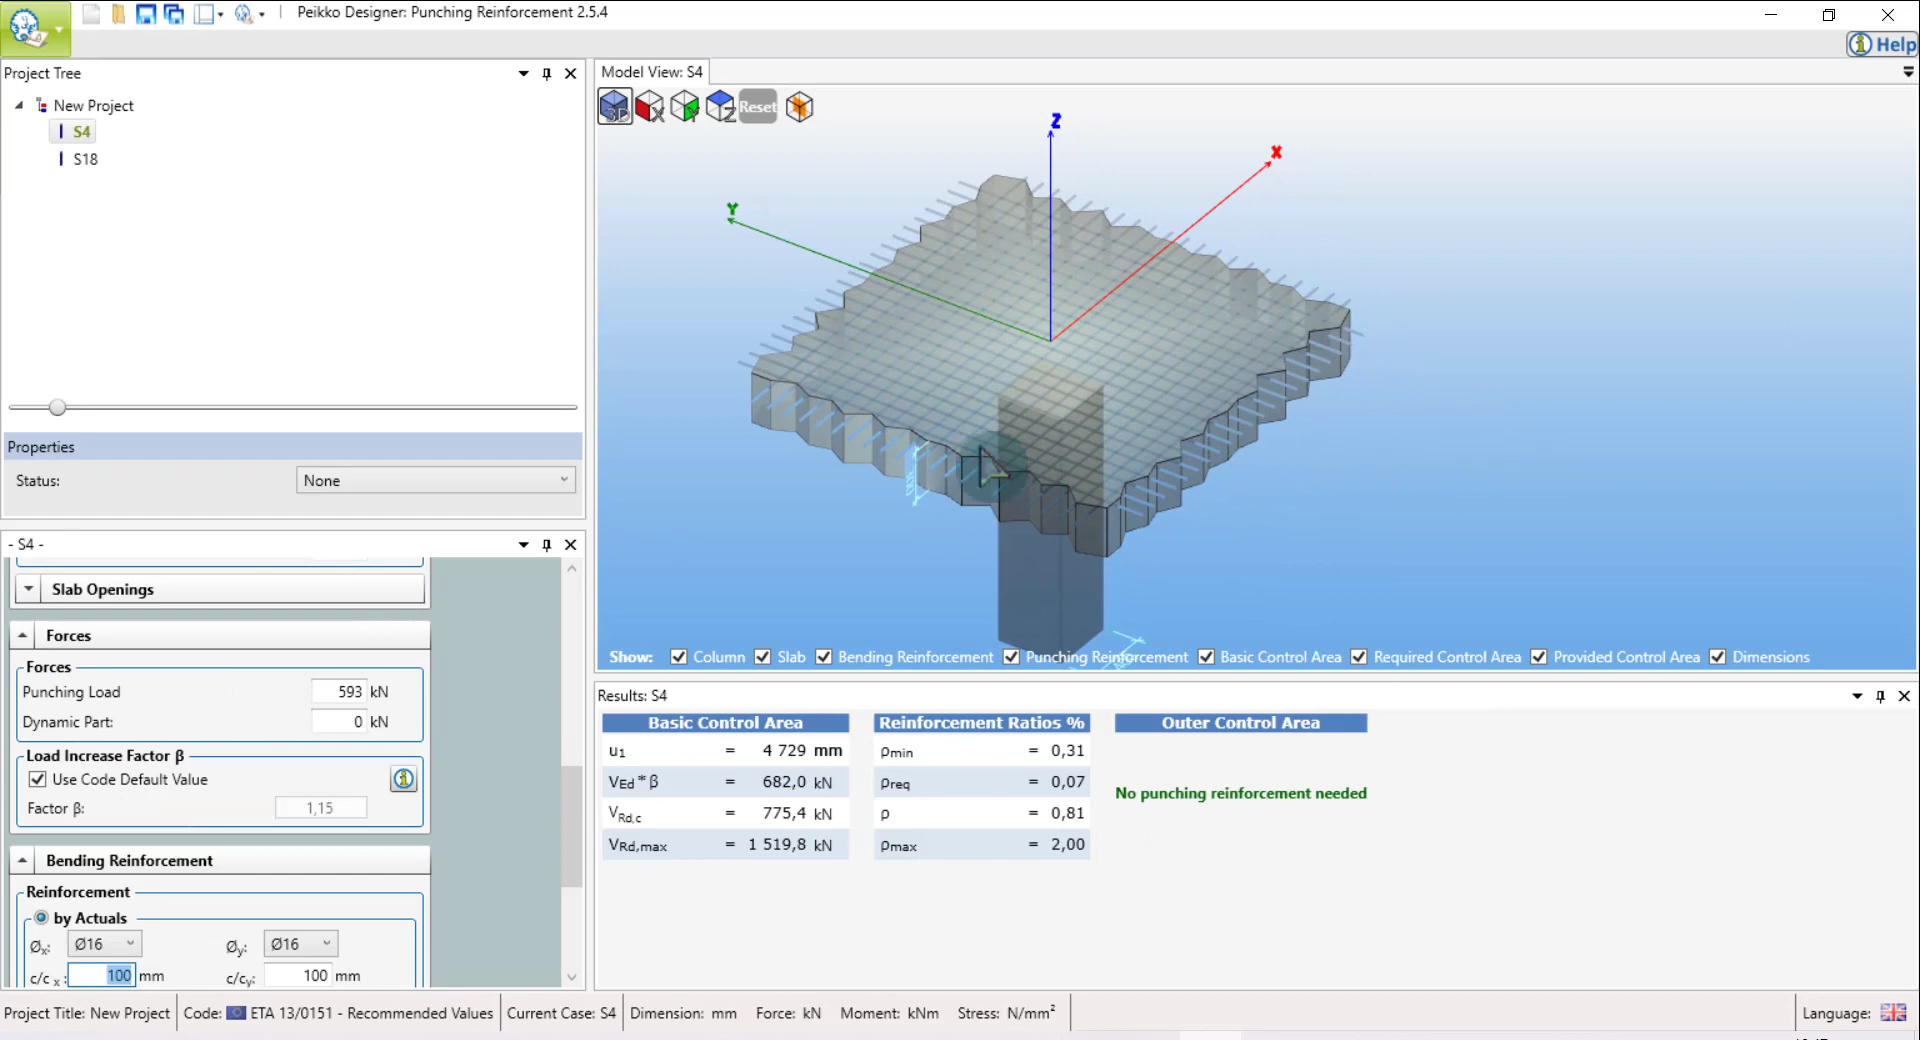 Peikko Designer: Punching Reinforcement 2.5.4
Help
Project Tree
New Project
S4
S18
Properties
Status: None
- S4 -
Slab Openings
Forces
Forces
Punching Load 593 kN
Dynamic Part: 0 kN
Load Increase Factor β
Use Code Default Value
Factor β: 1,15
Bending Reinforcement
Reinforcement
by Actuals
Øx: Ø16 Øy: Ø16
c/c x : 100 mm c/cy: 100 mm
Model View: S4
3D X Y Z Reset
Z
X
Y
Show: Column Slab Bending Reinforcement Punching Reinforcement Basic Control Area Required Control Area Provided Control Area Dimensions
Results: S4
Basic Control Area
u1 = 4 729 mm
VEd*β = 682,0 kN
VRd,c = 775,4 kN
VRd,max = 1 519,8 kN
Reinforcement Ratios %
ρmin = 0,31
ρreq = 0,07
ρ = 0,81
ρmax = 2,00
Outer Control Area
No punching reinforcement needed
Project Title: New Project Code: ETA 13/0151 - Recommended Values Current Case: S4 Dimension: mm Force: kN Moment: kNm Stress: N/mm² Language: